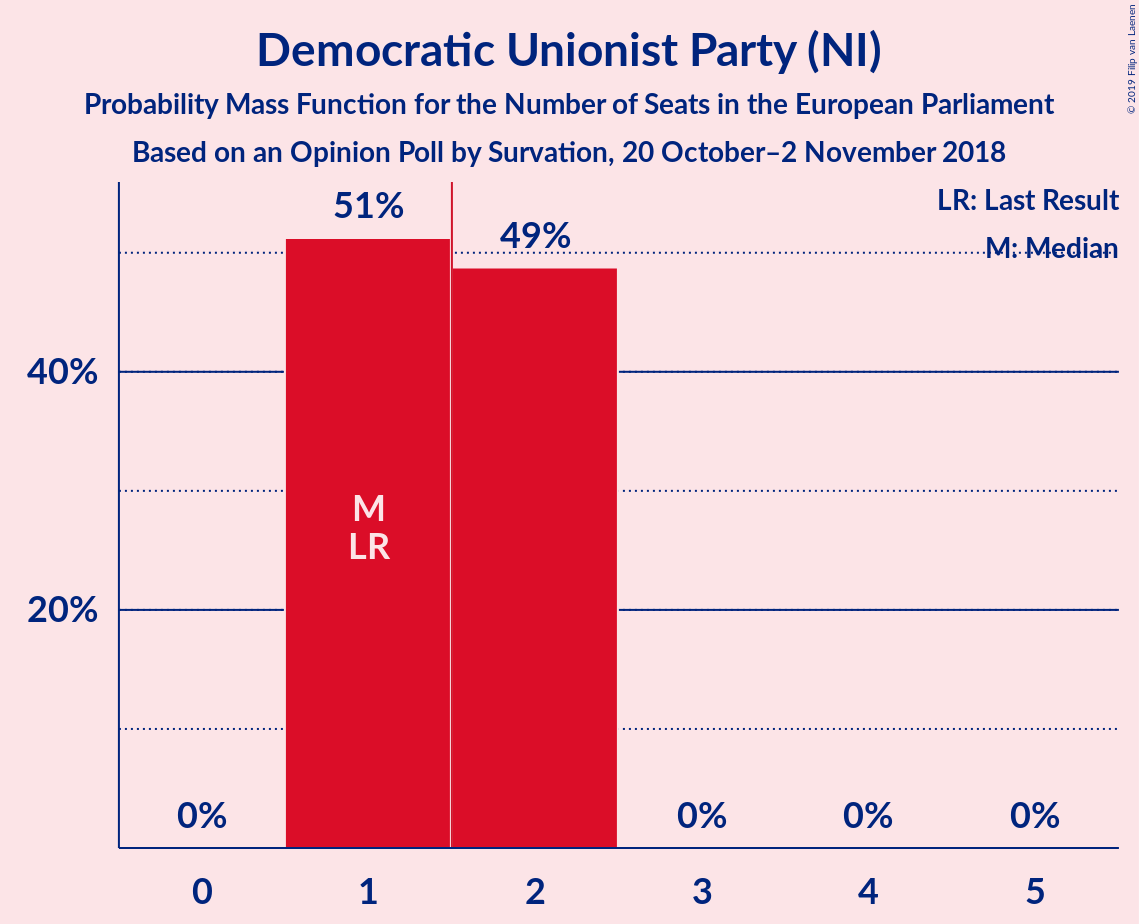 Democratic Unionist Party (NI)
Probability Mass Function for the Number of Seats in the European Parliament
Based on an Opinion Poll by Survation, 20 October–2 November 2018
© 2019 Filip van Laenen
LR: Last Result
M: Median
51%
49%
40%
20%
M
LR
0%
0%
0%
0%
0
1
2
3
4
5